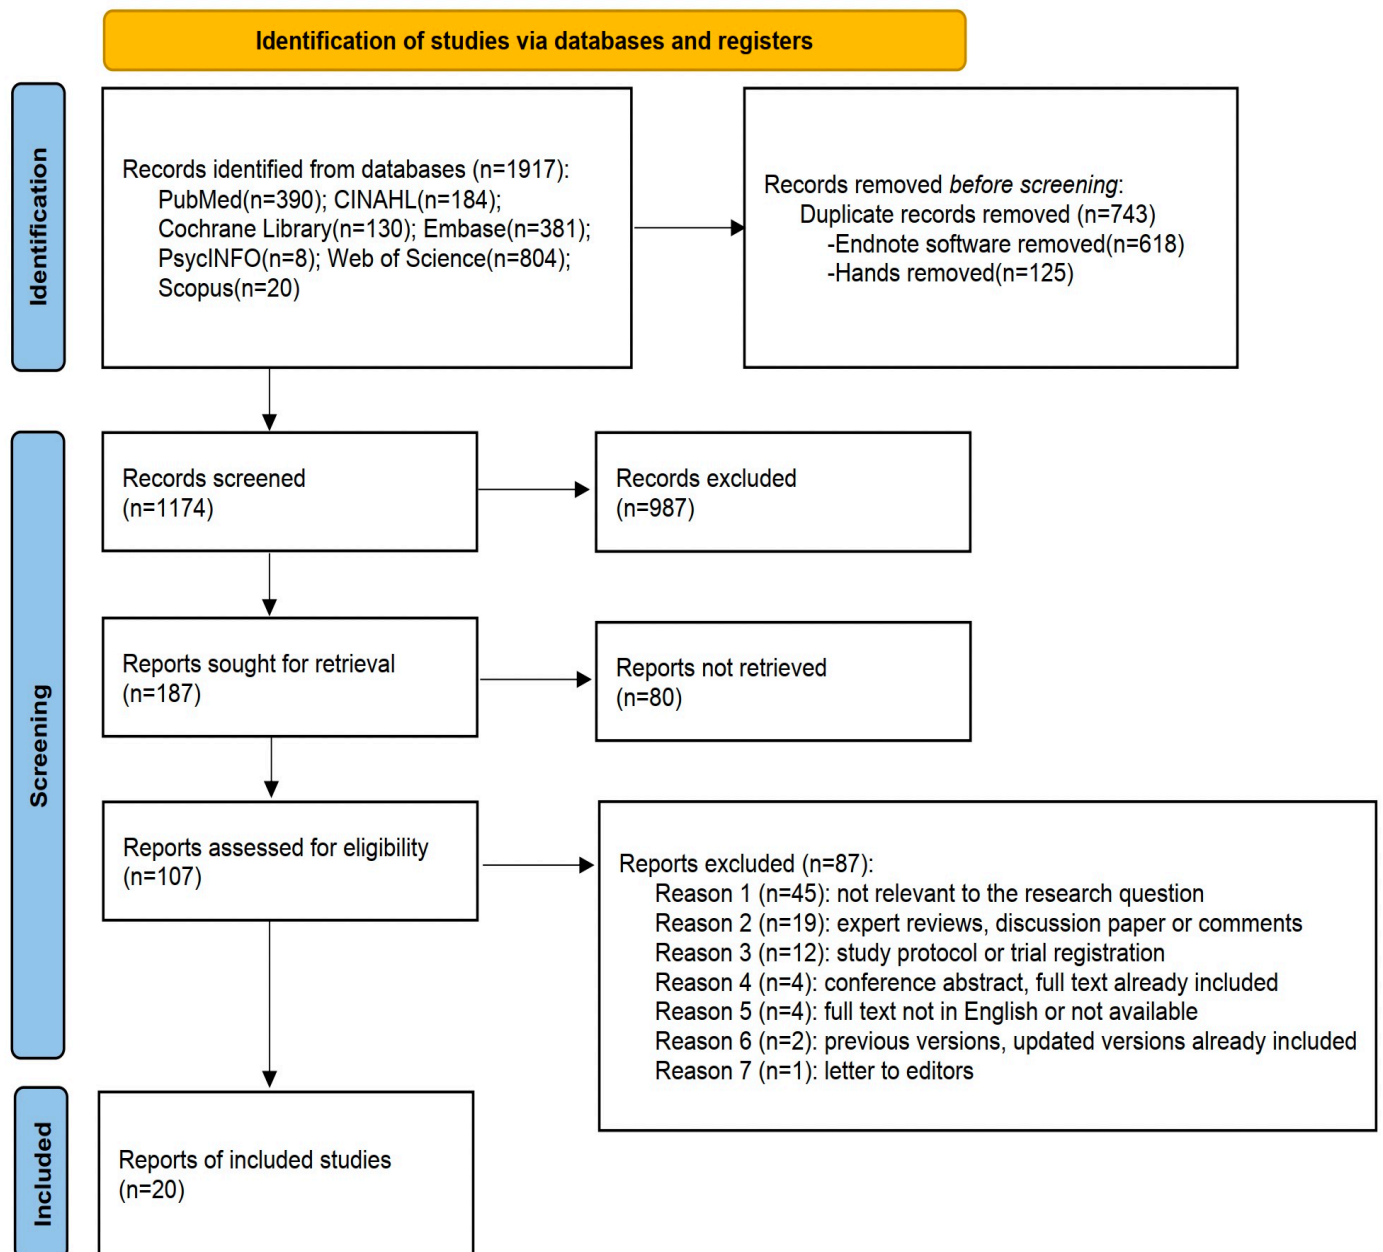 Identification of studies via databases and registers
Identification
Records identified from databases (n=1917):
PubMed(n=390); CINAHL(n=184);
Cochrane Library(n=130); Embase(n=381);
PsycINFO(n=8); Web of Science(n=804);
Scopus(n=20)
Records removed before screening:
Duplicate records removed (n=743)
-Endnote software removed(n=618)
-Hands removed(n=125)
Screening
Records screened
(n=1174)
Records excluded
(n=987)
Reports sought for retrieval
(n=187)
Reports not retrieved
(n=80)
Reports assessed for eligibility
(n=107)
Reports excluded (n=87):
Reason 1 (n=45): not relevant to the research question
Reason 2 (n=19): expert reviews, discussion paper or comments
Reason 3 (n=12): study protocol or trial registration
Reason 4 (n=4): conference abstract, full text already included
Reason 5 (n=4): full text not in English or not available
Reason 6 (n=2): previous versions, updated versions already included
Reason 7 (n=1): letter to editors
Included
Reports of included studies
(n=20)